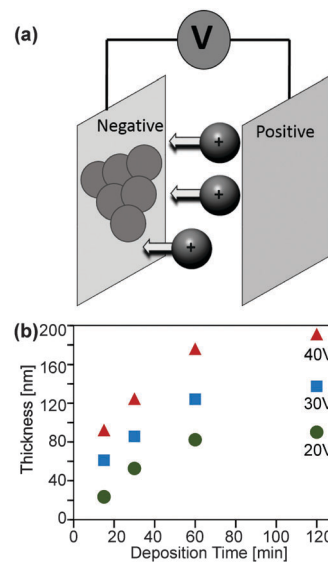 (a)
V
Negative
Positive
+
+
+
(b)
Thickness [nm]
200
160
120
80
40
0
40V
30V
20V
0
20
40
60
80
100
120
Deposition Time [min]